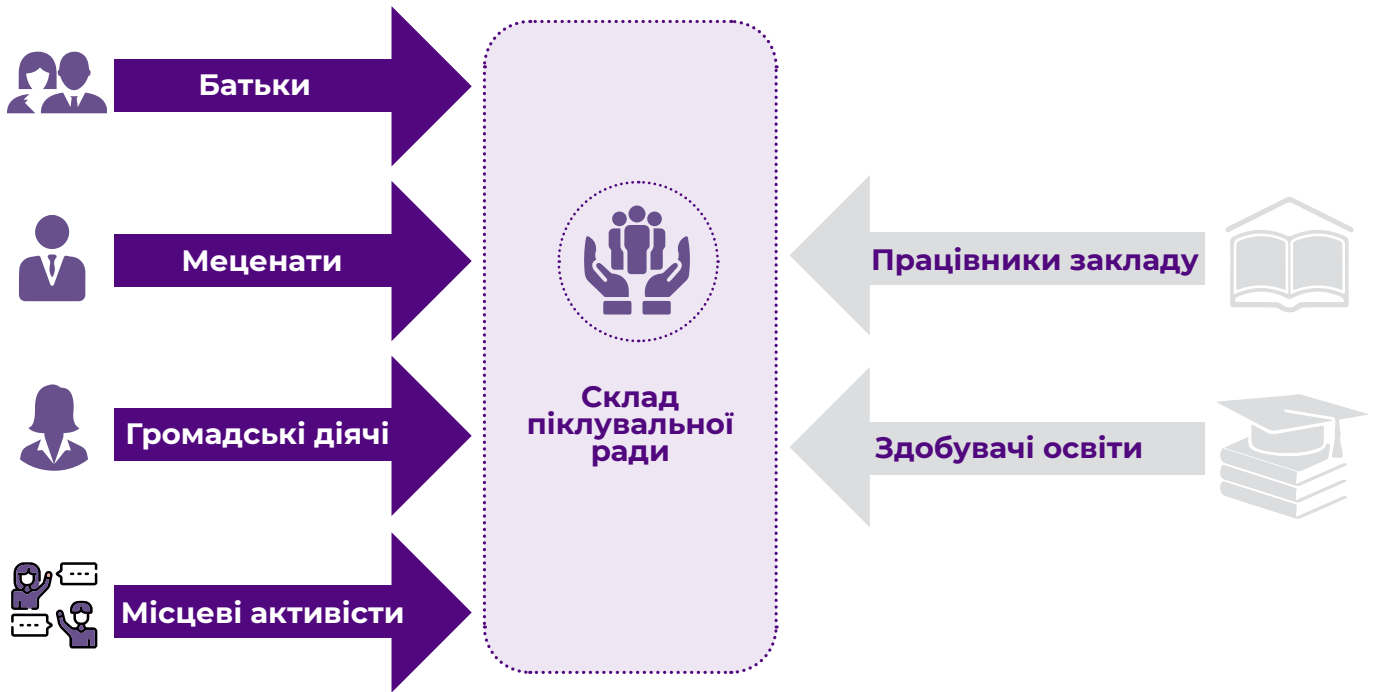 Батьки
Меценати
Громадські діячі
Місцеві активісти
Склад
піклувальної
ради
Працівники закладу
Здобувачі освіти